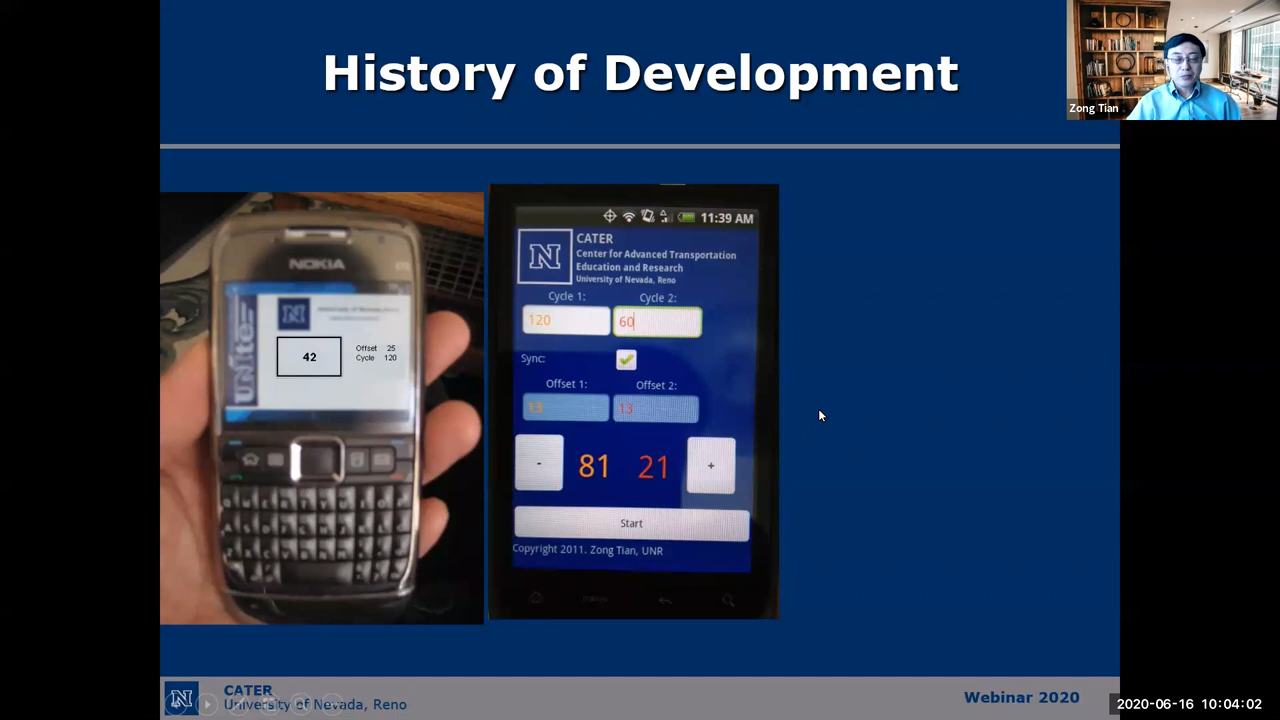 History of Development
Zong Tian
NOKIA
UNITE
42
Offset 25
Cycle 120
11:39 AM
N
CATER
Center for Advanced Transportation
Education and Research
University of Nevada, Reno
Cycle 1:
Cycle 2:
120
60
Sync:
Offset 1:
Offset 2:
13
13
-
81
21
+
Start
Copyright 2011. Zong Tian, UNR
N
CATER
University of Nevada, Reno
Webinar 2020
2020-06-16 10:04:02